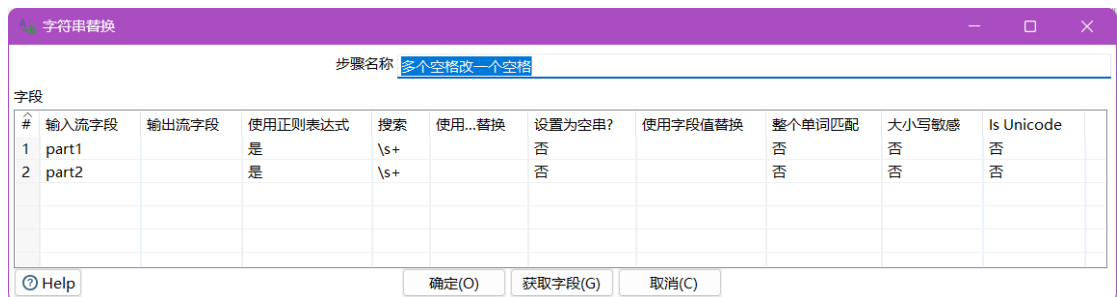 字符串替换
步骤名称 多个空格改一个空格
字段
# 输入流字段 输出流字段 使用正则表达式 搜索 使用...替换 设置为空串? 使用字段值替换 整个单词匹配 大小写敏感 Is Unicode
1 part1 是 \s+ 否 否 否 否
2 part2 是 \s+ 否 否 否 否
Help 确定(O) 获取字段(G) 取消(C)